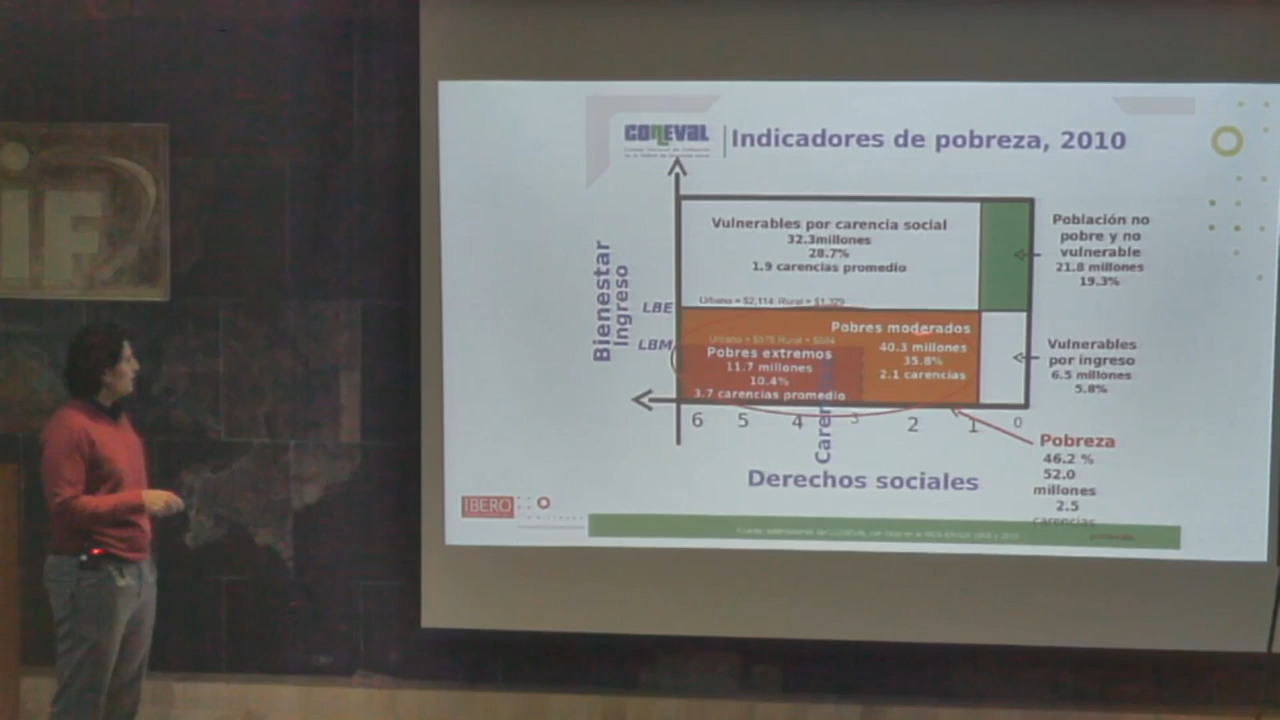 iF
CONEVAL
Indicadores de pobreza, 2010
Bienestar
Ingreso
Vulnerables por carencia social
32.3millones
28.7%
1.9 carencias promedio
Población no
pobre y no
vulnerable
21.8 millones
19.3%
LBE
Urbano = $2,114; Rural = $1,329
LBM
Urbano = $978 Rural = $684
Pobres moderados
40.3 millones
35.8%
2.1 carencias
Pobres extremos
11.7 millones
10.4%
3.7 carencias promedio
Vulnerables
por ingreso
6.5 millones
5.8%
6 5 4 3 2 1 0
Derechos sociales
Pobreza
46.2 %
52.0
millones
2.5
carencias
promedio
IBERO